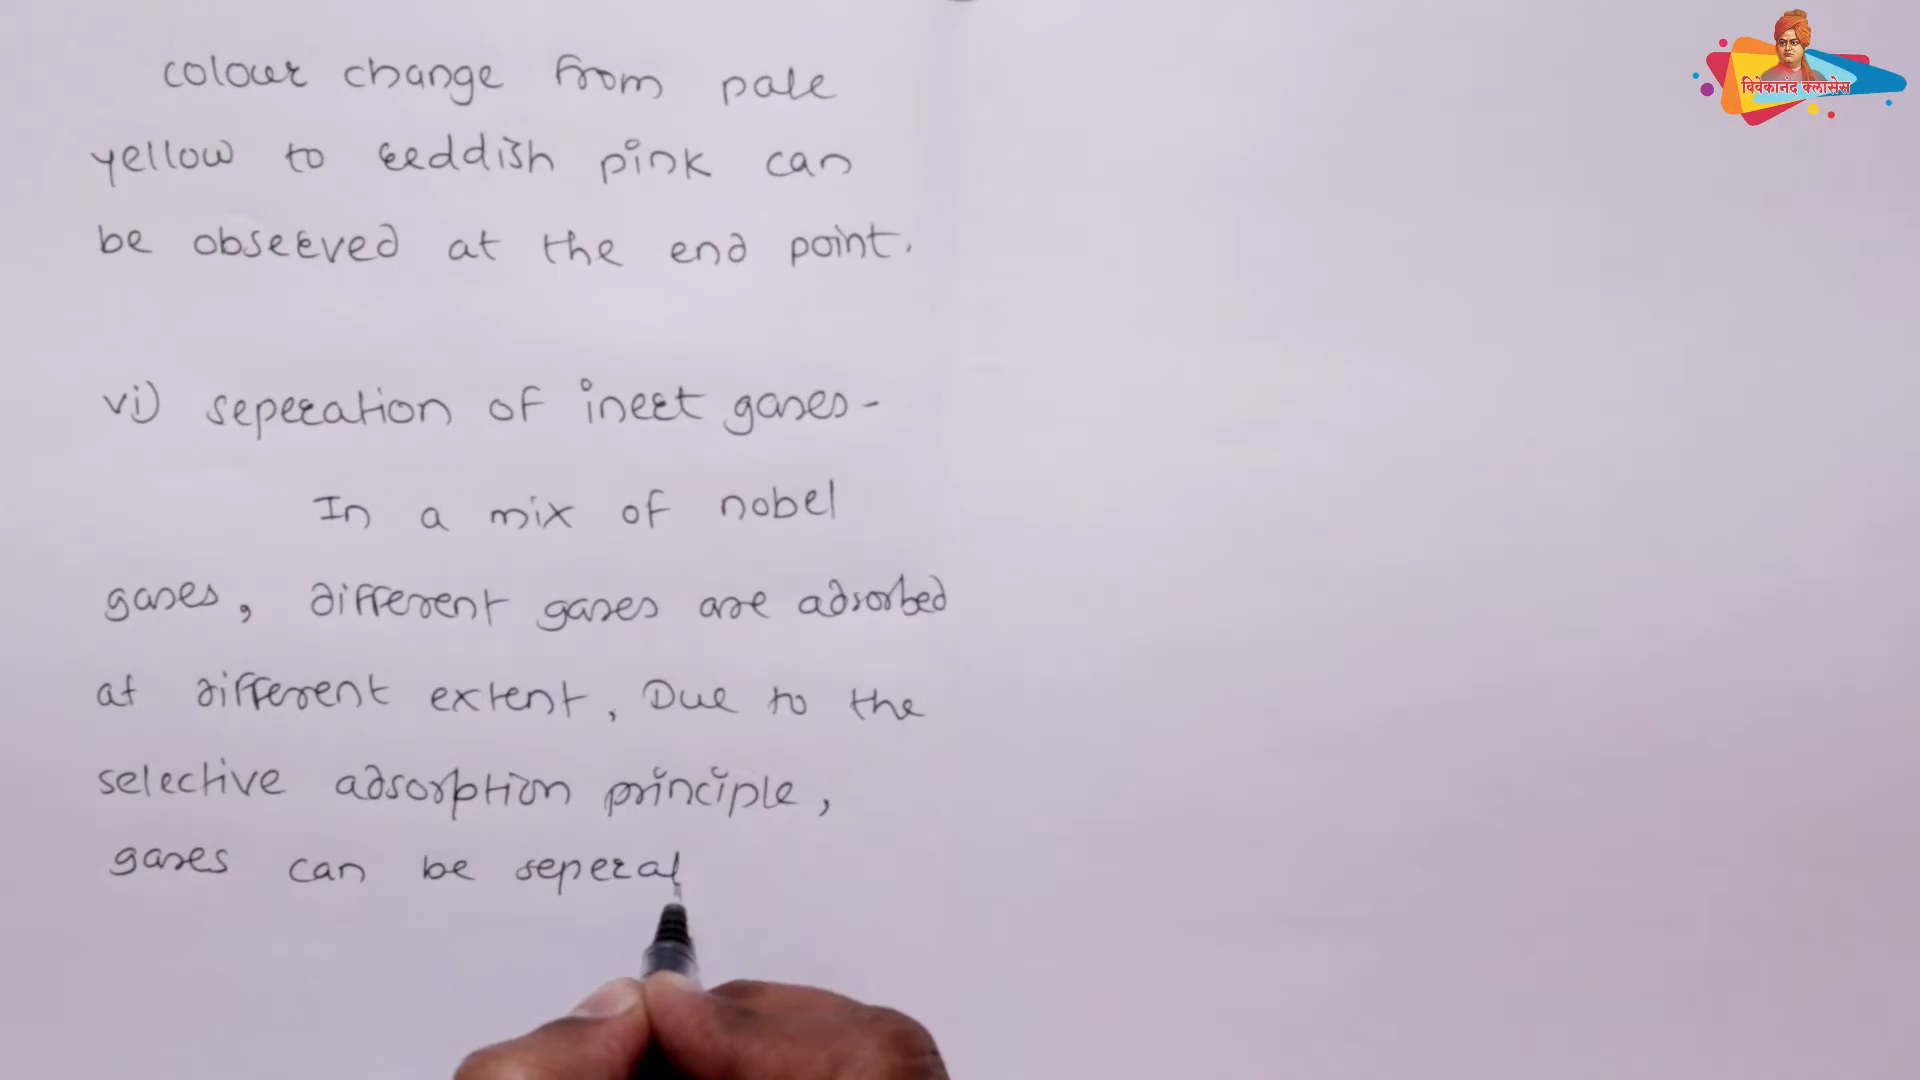 विवेकानंद क्लासेस
colour change from pale
yellow to reddish pink can
be observed at the end point.
vi) seperation of inert gases-
In a mix of nobel
gases, different gases are adsorbed
at different extent. Due to the
selective adsorption principle,
gases can be seperat